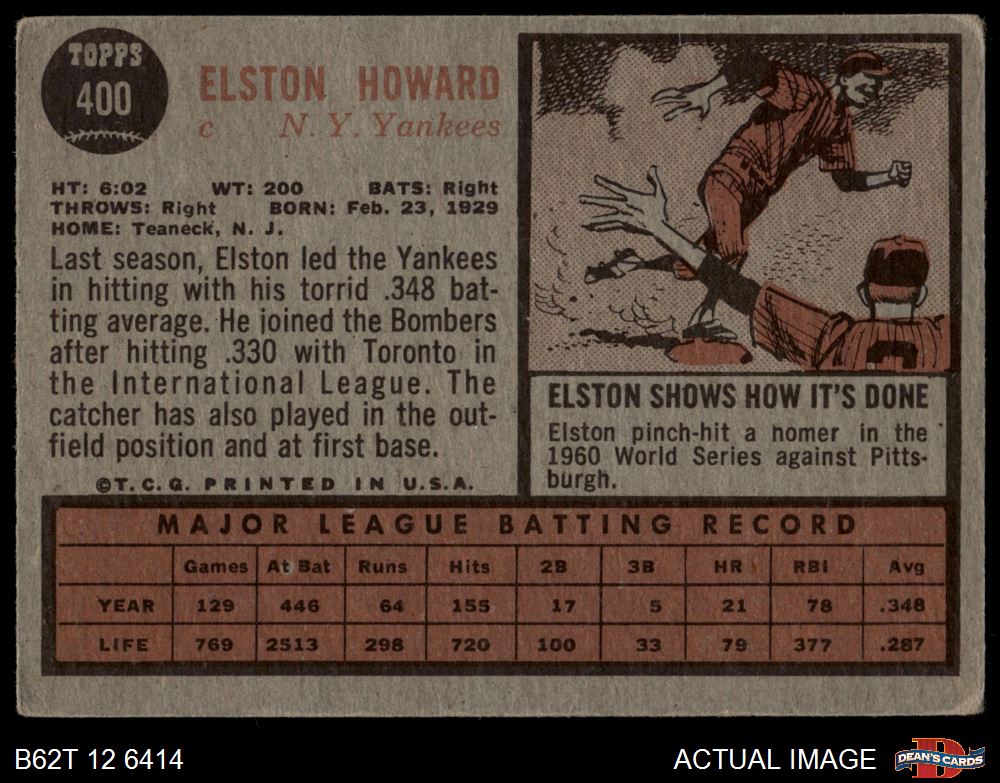 TOPPS
400
ELSTON HOWARD
c N. Y. Yankees
HT: 6:02 WT: 200 BATS: Right
THROWS: Right BORN: Feb. 23, 1929
HOME: Teaneck, N. J.
Last season, Elston led the Yankees
in hitting with his torrid .348 bat-
ting average. He joined the Bombers
after hitting .330 with Toronto in
the International League. The
catcher has also played in the out-
field position and at first base.
©T. C. G. PRINTED IN U.S.A.
ELSTON SHOWS HOW IT'S DONE
Elston pinch-hit a homer in the
1960 World Series against Pitts-
burgh.
MAJOR LEAGUE BATTING RECORD
Games At Bat Runs Hits 2B 3B HR RBI Avg
YEAR 129 446 64 155 17 5 21 78 .348
LIFE 769 2513 298 720 100 33 79 377 .287
B62T 12 6414
ACTUAL IMAGE
D
DEAN'S CARDS